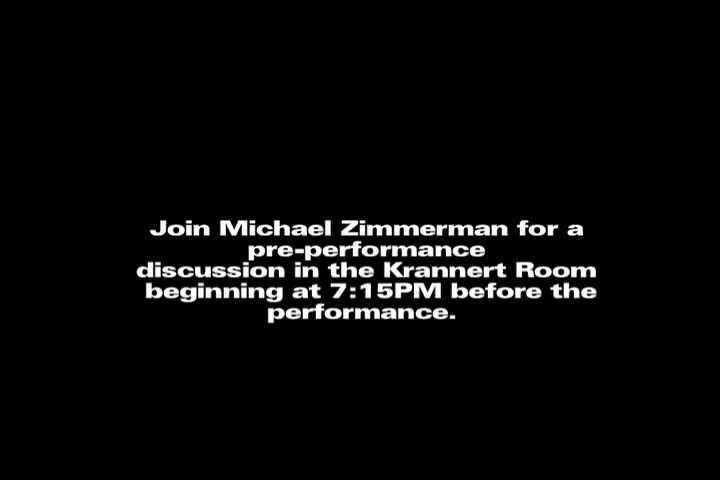 Join Michael Zimmerman for a
pre-performance
discussion in the Krannert Room
beginning at 7:15PM before the
performance.